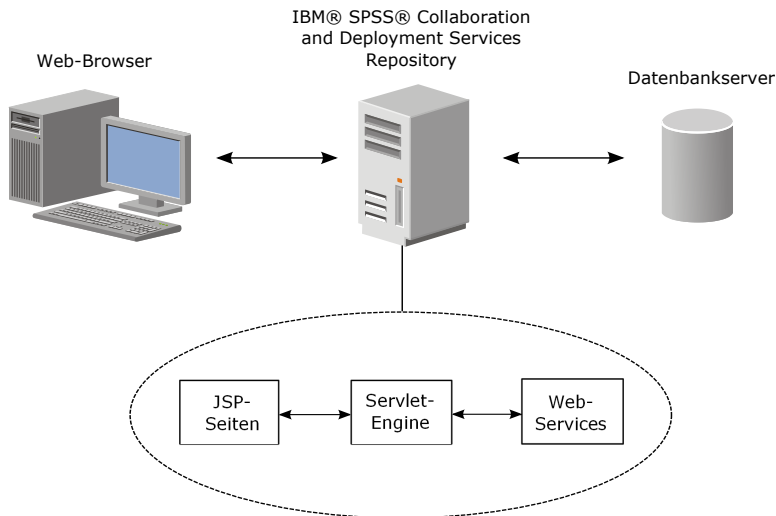 IBM® SPSS® Collaboration
and Deployment Services
Repository
Web-Browser
Datenbankserver
JSP-
Seiten
Servlet-
Engine
Web-
Services